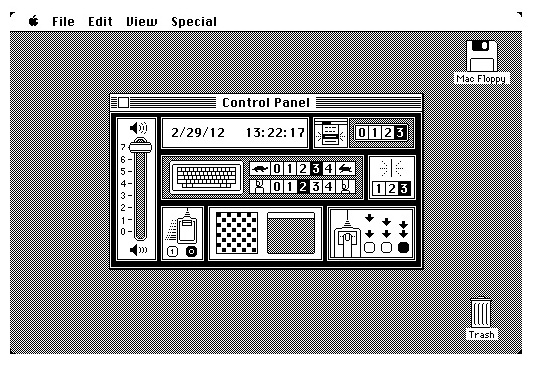 File Edit View Special
Mac Floppy
Control Panel
2/29/12 13:22:17
0 1 2 3
7
6
5
4
3
2
1
0
0 1 2 3 4
0 1 2 3 4
1 2 3
1 0
Trash